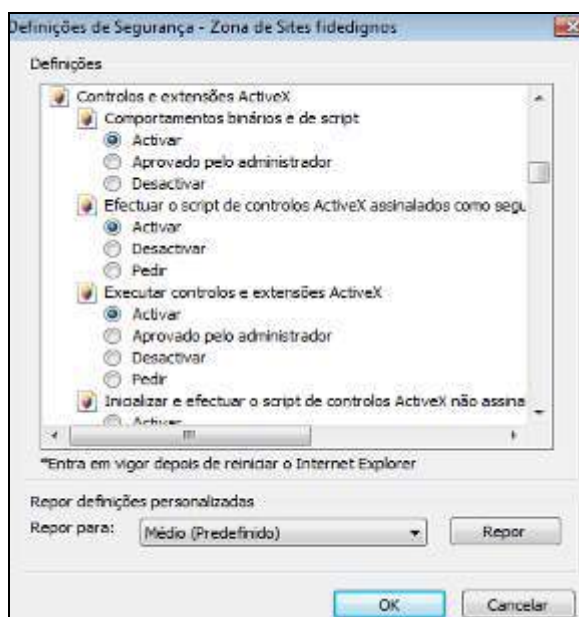 Definições de Segurança - Zona de Sites fidedignos
Definições
Controlos e extensões ActiveX
Comportamentos binários e de script
Activar
Aprovado pelo administrador
Desactivar
Efectuar o script de controlos ActiveX assinalados como segu
Activar
Desactivar
Pedir
Executar controlos e extensões ActiveX
Activar
Aprovado pelo administrador
Desactivar
Pedir
Inicializar e efectuar o script de controlos ActiveX não assina
Activar
*Entra em vigor depois de reiniciar o Internet Explorer
Repor definições personalizadas
Repor para: Médio (Predefinido) Repor
OK Cancelar